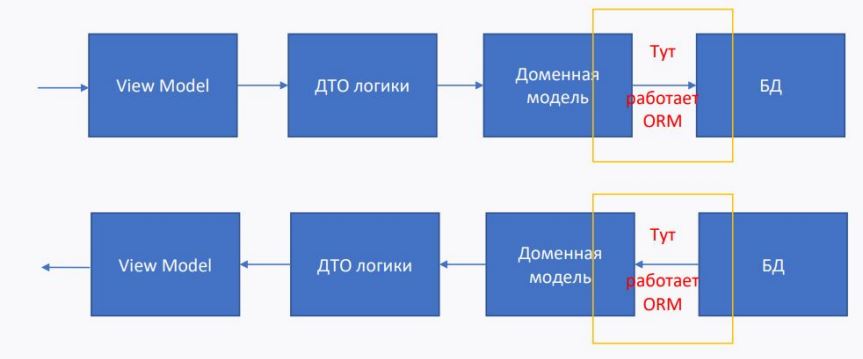 View Model
ДТО логики
Доменная
модель
Тут
работает
ORM
БД
View Model
ДТО логики
Доменная
модель
Тут
работает
ORM
БД